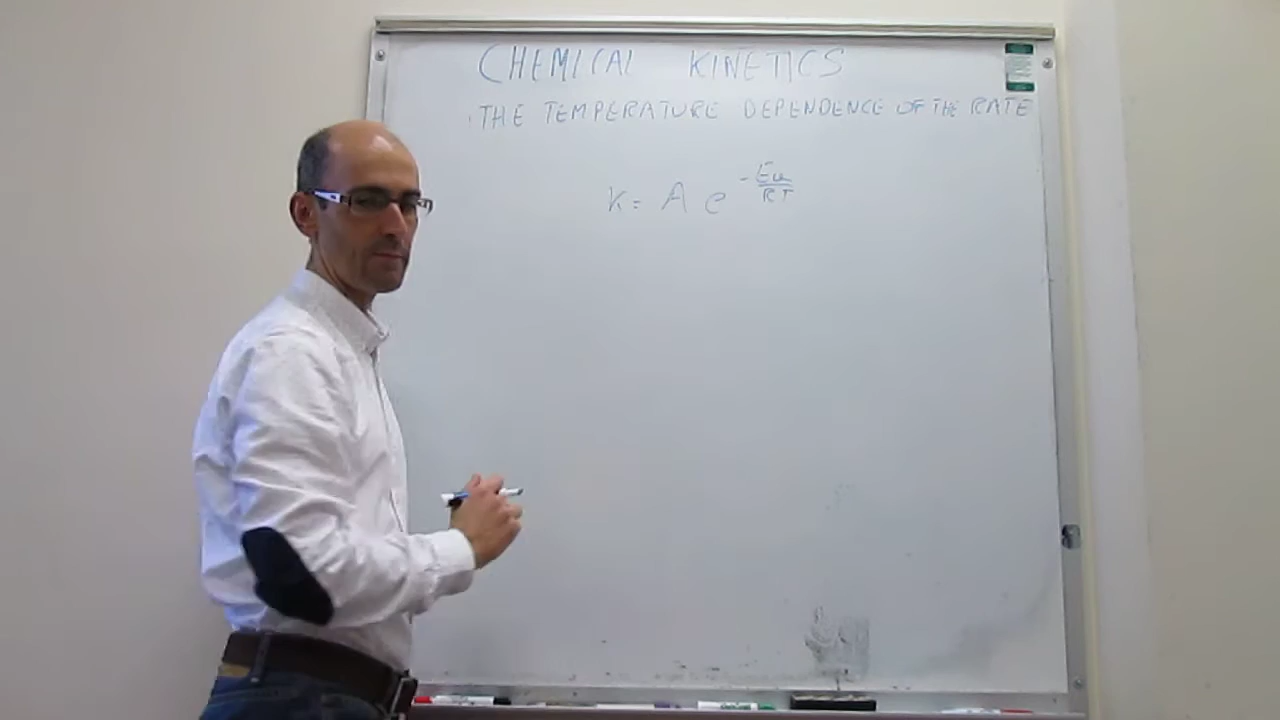 CHEMICAL KINETICS
THE TEMPERATURE DEPENDENCE OF THE RATE
k = A e^(-Ea/RT)